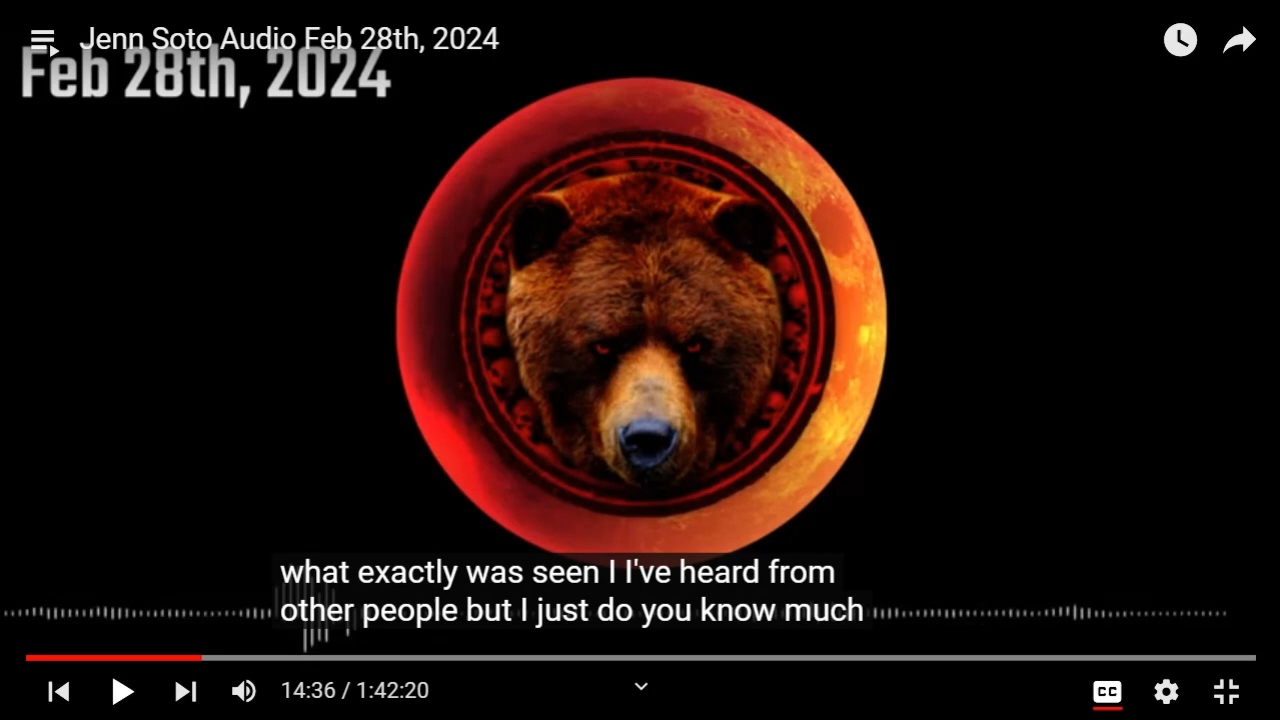 Jenn Soto Audio Feb 28th, 2024
Feb 28th, 2024
what exactly was seen I I've heard from
other people but I just do you know much
14:36 / 1:42:20
CC